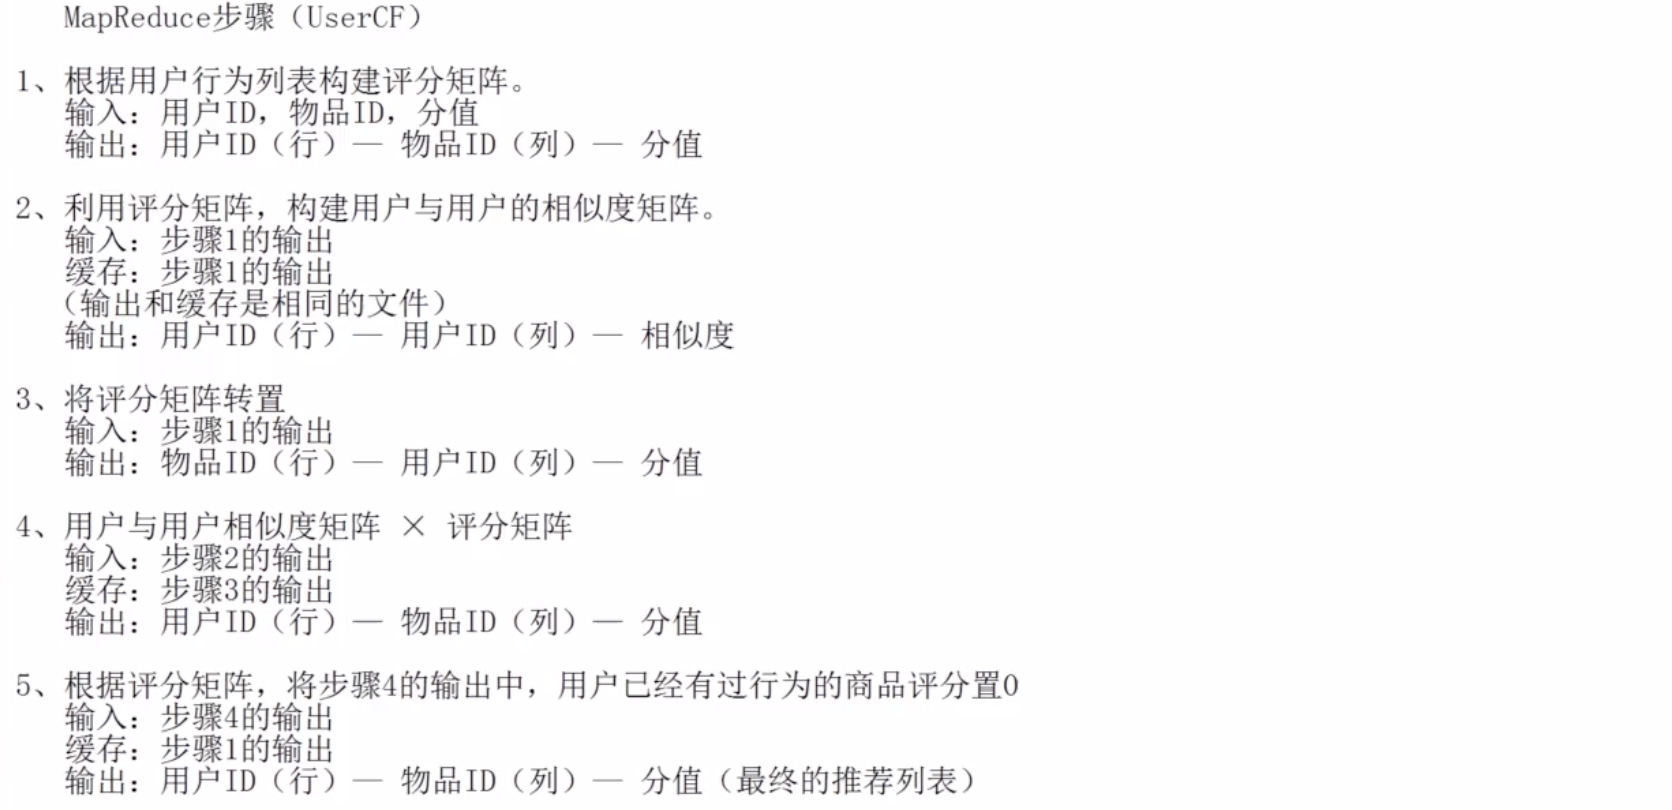 MapReduce步骤（UserCF）
1、根据用户行为列表构建评分矩阵。
输入：用户ID，物品ID，分值
输出：用户ID（行）— 物品ID（列）— 分值
2、利用评分矩阵，构建用户与用户的相似度矩阵。
输入：步骤1的输出
缓存：步骤1的输出
（输出和缓存是相同的文件）
输出：用户ID（行）— 用户ID（列）— 相似度
3、将评分矩阵转置
输入：步骤1的输出
输出：物品ID（行）— 用户ID（列）— 分值
4、用户与用户相似度矩阵 × 评分矩阵
输入：步骤2的输出
缓存：步骤3的输出
输出：用户ID（行）— 物品ID（列）— 分值
5、根据评分矩阵，将步骤4的输出中，用户已经有过行为的商品评分置0
输入：步骤4的输出
缓存：步骤1的输出
输出：用户ID（行）— 物品ID（列）— 分值（最终的推荐列表）